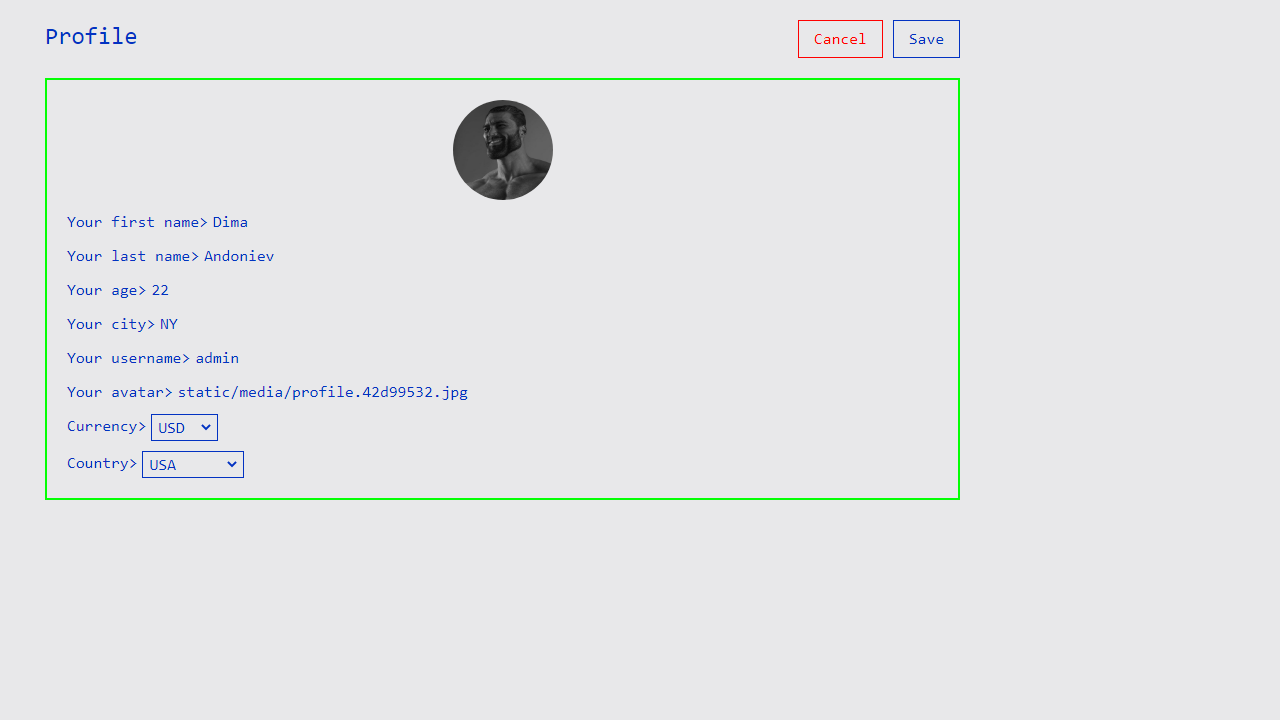 Profile
Cancel
Save
Your first name> Dima
Your last name> Andoniev
Your age> 22
Your city> NY
Your username> admin
Your avatar> static/media/profile.42d99532.jpg
Currency> USD
Country> USA